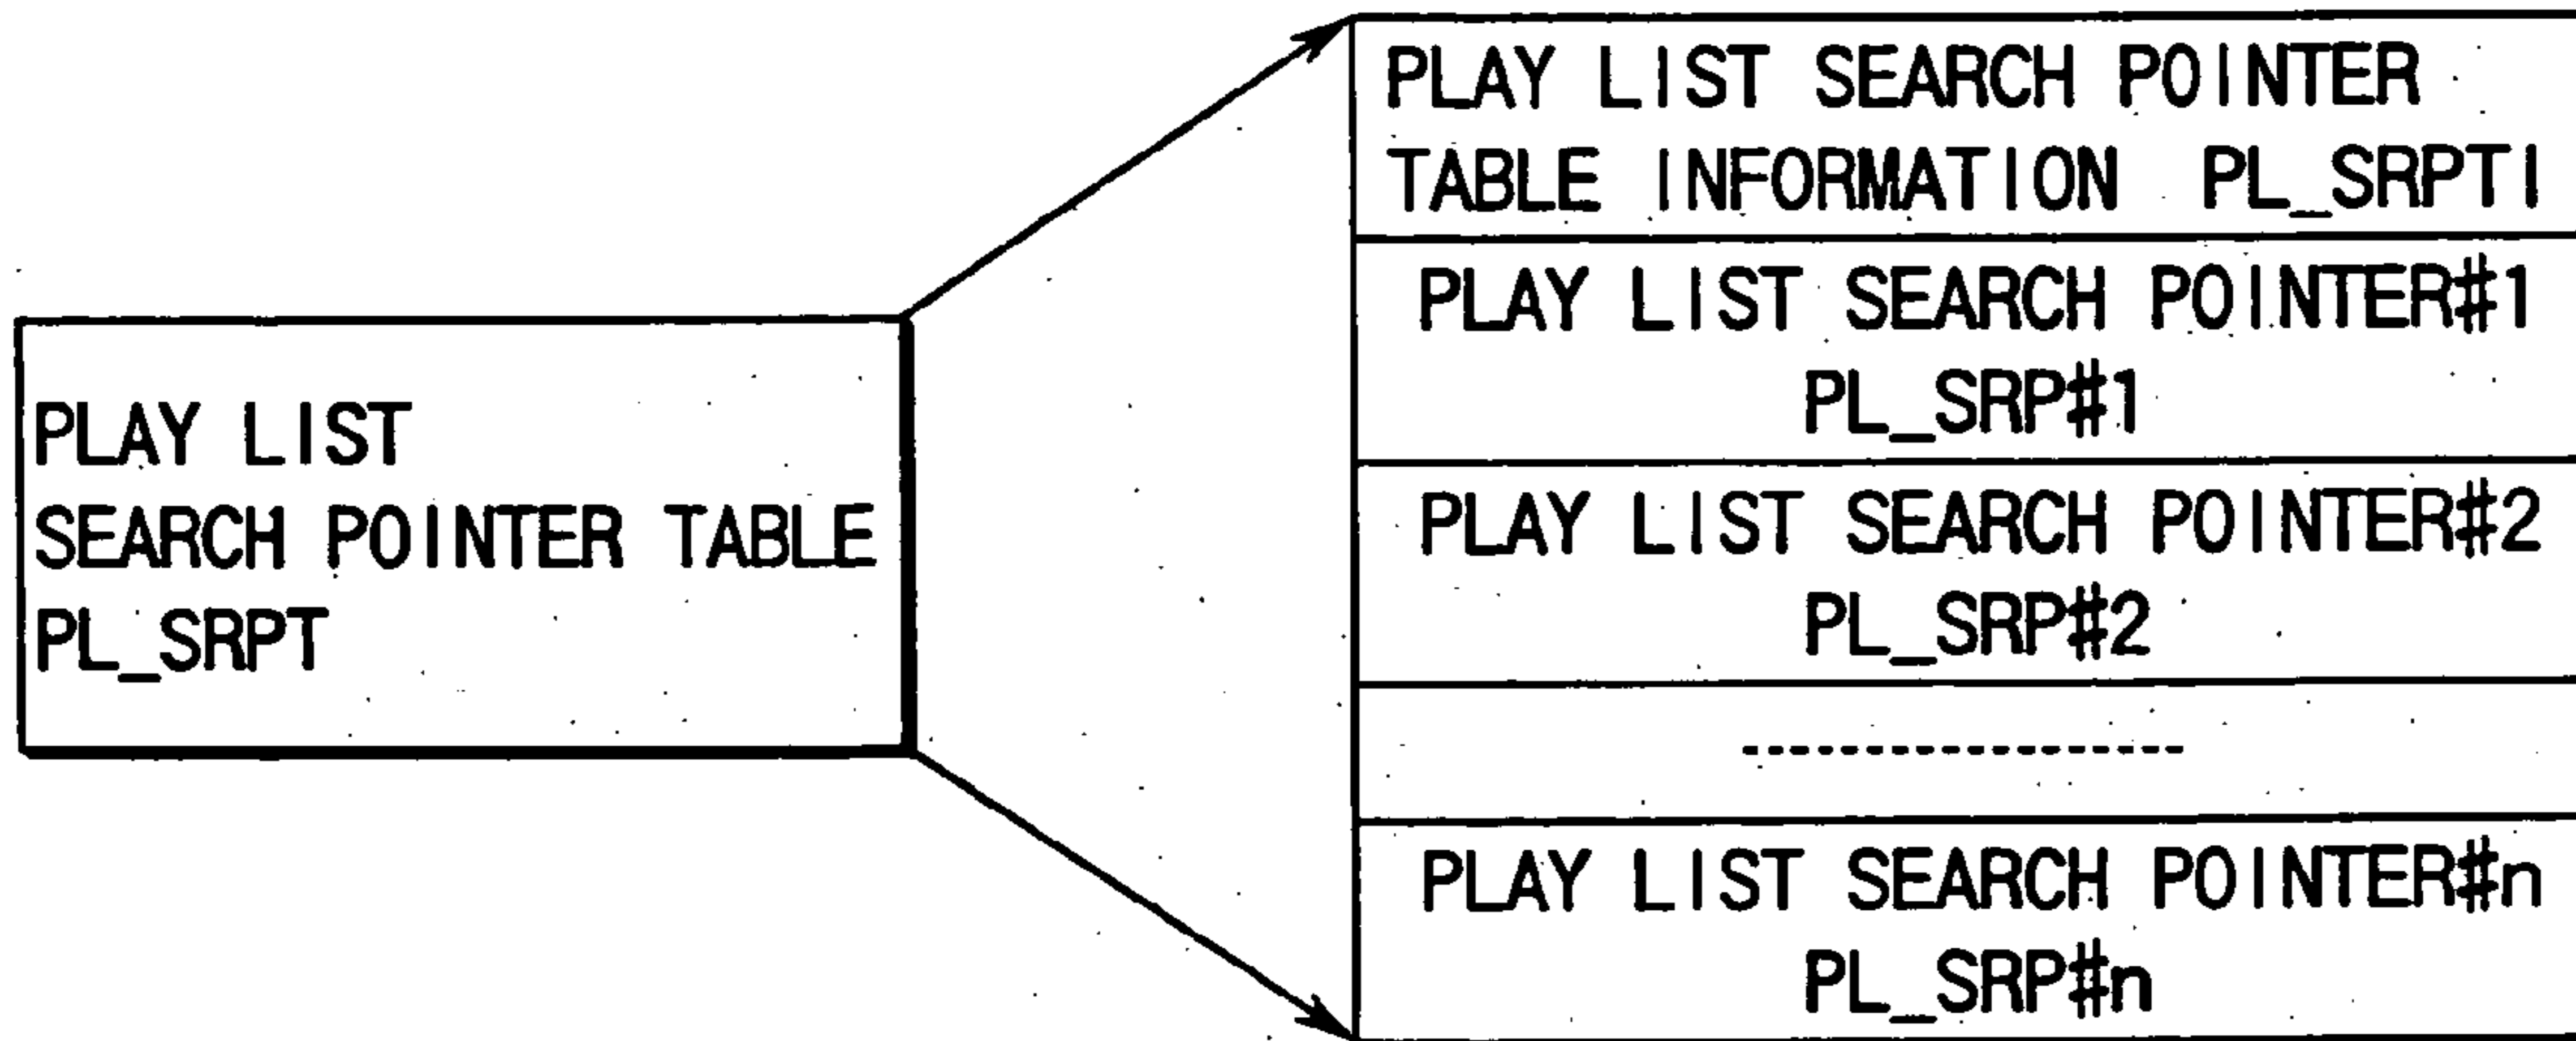 PLAY LIST
SEARCH POINTER TABLE
PL_SRPT
PLAY LIST SEARCH POINTER
TABLE INFORMATION PL_SRPTI
PLAY LIST SEARCH POINTER#1
PL_SRP#1
PLAY LIST SEARCH POINTER#2
PL_SRP#2
PLAY LIST SEARCH POINTER#n
PL_SRP#n